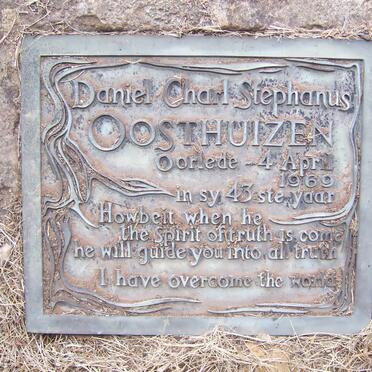 Daniel Charl Stephanus
OOSTHUIZEN
Oorlede 4 April
1969
in sy 43 ste jaar
Howbeit when he
the spirit of truth is come
he will guide you into all truth
I have overcome the world